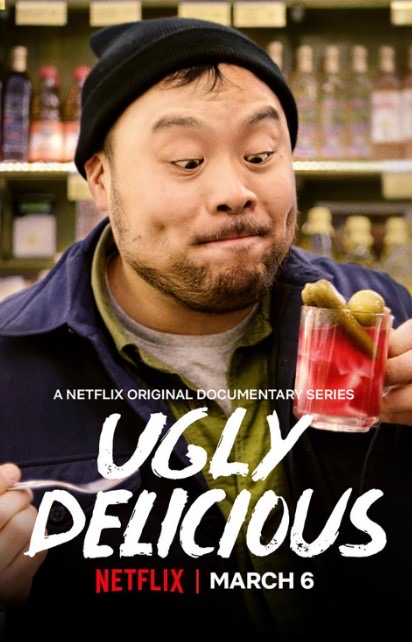 A NETFLIX ORIGINAL DOCUMENTARY SERIES
UGLY
DELICIOUS
NETFLIX | MARCH 6